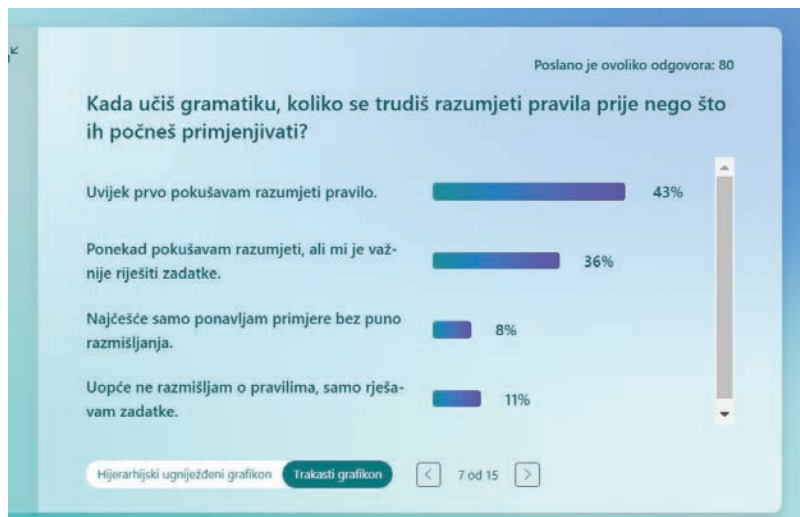 Poslano je ovoliko odgovora: 80
Kada učiš gramatiku, koliko se trudiš razumjeti pravila prije nego što
ih počneš primjenjivati?
Uvijek prvo pokušavam razumjeti pravilo.
43%
Ponekad pokušavam razumjeti, ali mi je važ-
nije riješiti zadatke.
36%
Najčešće samo ponavljam primjere bez puno
razmišljanja.
8%
Uopće ne razmišljam o pravilima, samo rješa-
vam zadatke.
11%
Hijerarhijski ugniježđeni grafikon
Trakasti grafikon
7 od 15